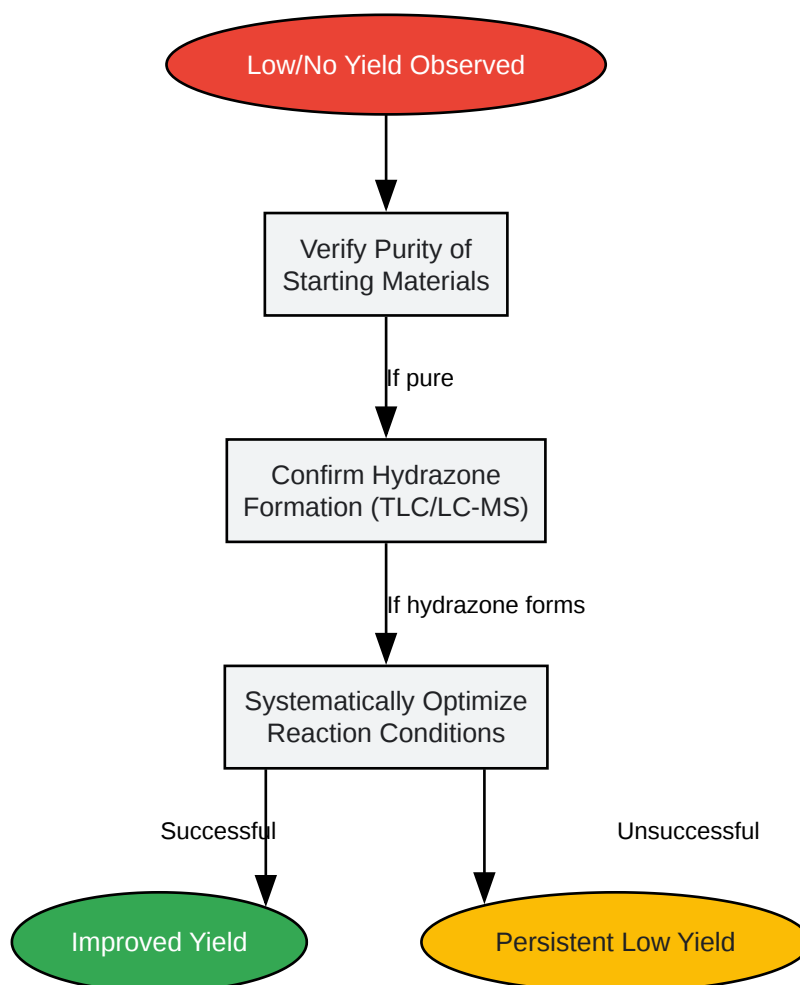 Low/No Yield Observed
Verify Purity of
Starting Materials
If pure
Confirm Hydrazone
Formation (TLC/LC-MS)
If hydrazone forms
Systematically Optimize
Reaction Conditions
Successful
Unsuccessful
Improved Yield
Persistent Low Yield